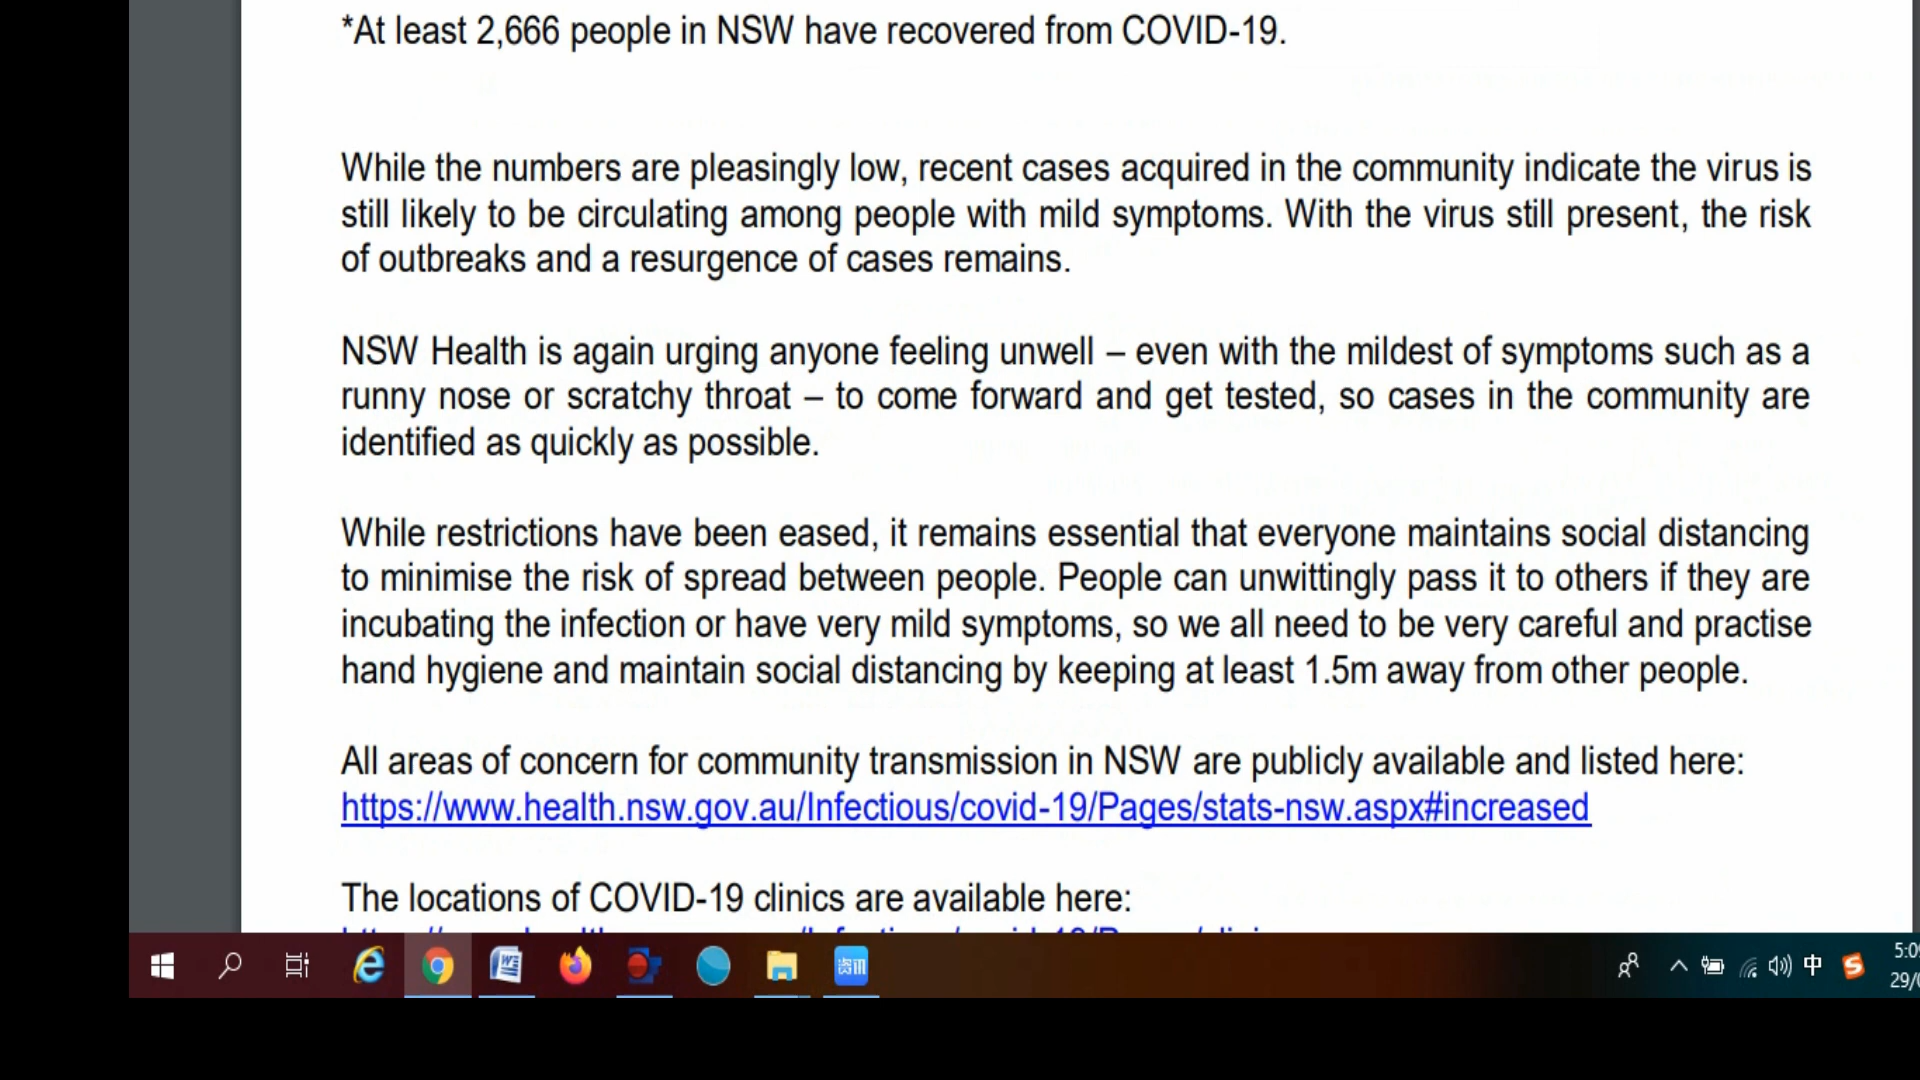 *At least 2,666 people in NSW have recovered from COVID-19.
While the numbers are pleasingly low, recent cases acquired in the community indicate the virus is
still likely to be circulating among people with mild symptoms. With the virus still present, the risk
of outbreaks and a resurgence of cases remains.
NSW Health is again urging anyone feeling unwell – even with the mildest of symptoms such as a
runny nose or scratchy throat – to come forward and get tested, so cases in the community are
identified as quickly as possible.
While restrictions have been eased, it remains essential that everyone maintains social distancing
to minimise the risk of spread between people. People can unwittingly pass it to others if they are
incubating the infection or have very mild symptoms, so we all need to be very careful and practise
hand hygiene and maintain social distancing by keeping at least 1.5m away from other people.
All areas of concern for community transmission in NSW are publicly available and listed here:
https://www.health.nsw.gov.au/Infectious/covid-19/Pages/stats-nsw.aspx#increased
The locations of COVID-19 clinics are available here:
资讯
中
5:0
29/